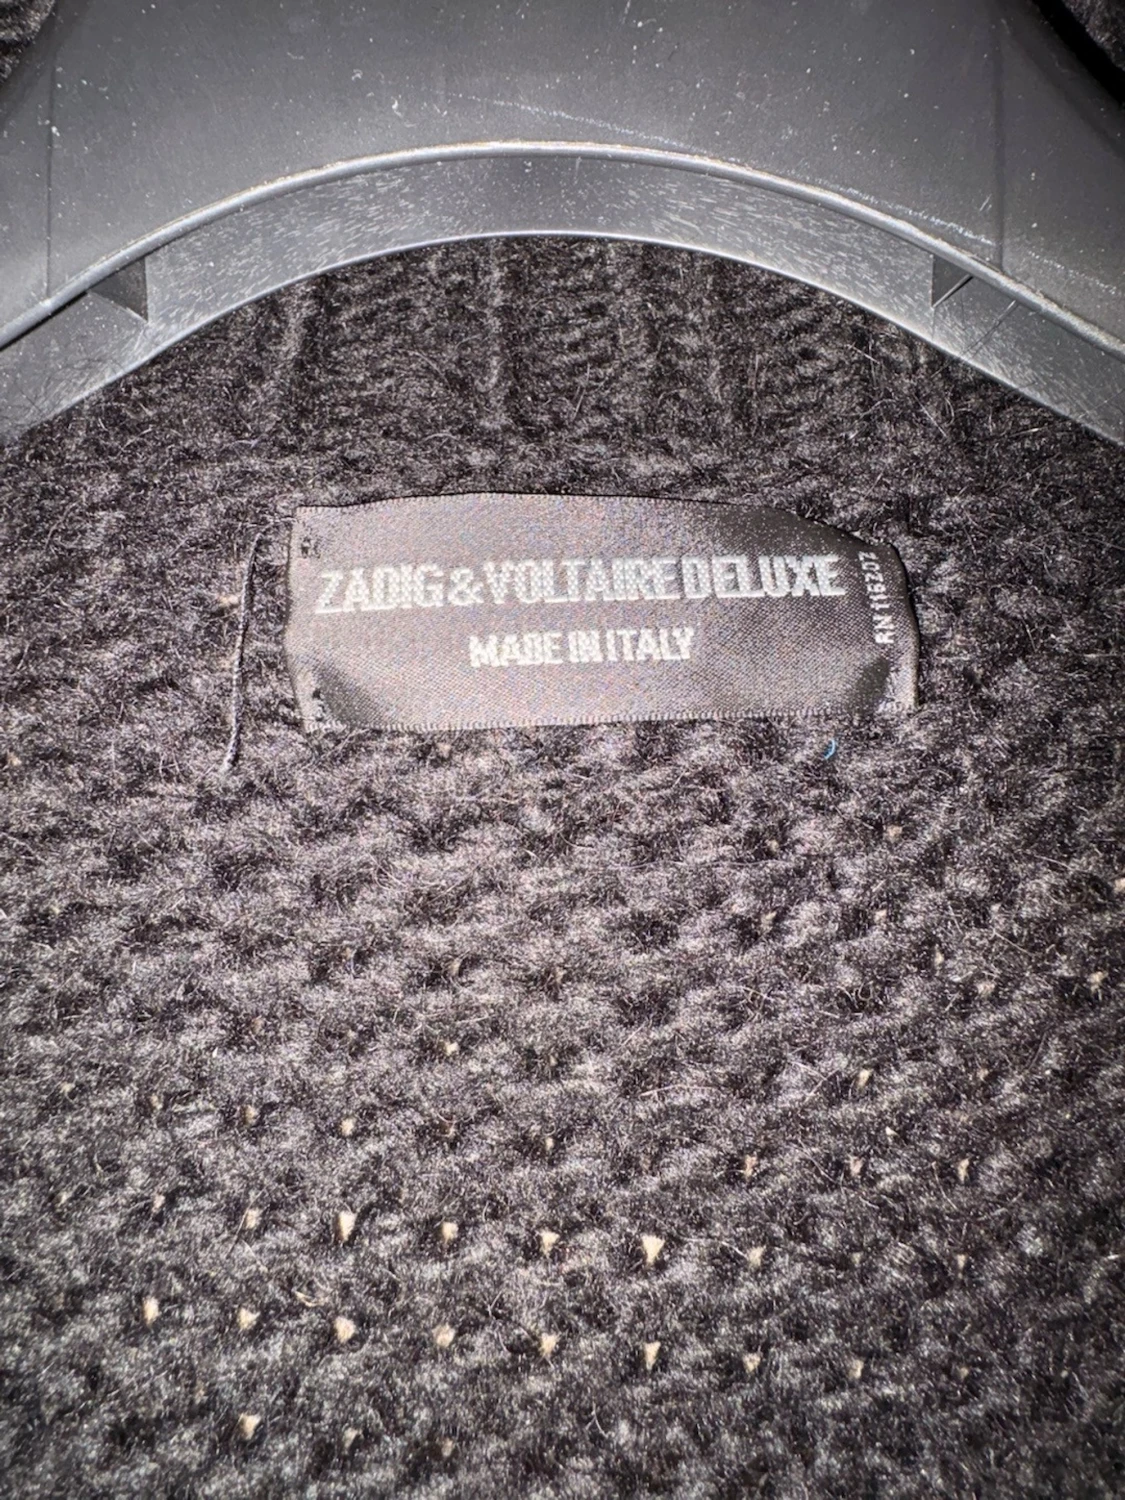 ZADIG & VOLTAIRE DELUXE
MADE IN ITALY
RN 116207